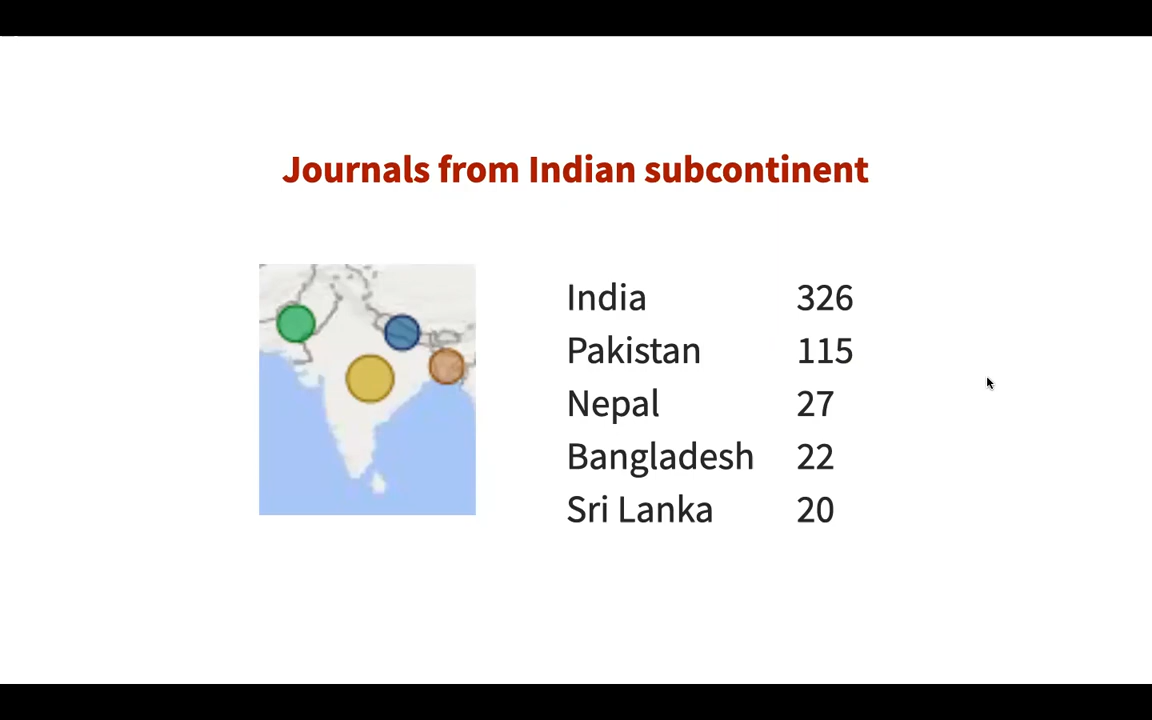 Journals from Indian subcontinent
India 326
Pakistan 115
Nepal 27
Bangladesh 22
Sri Lanka 20